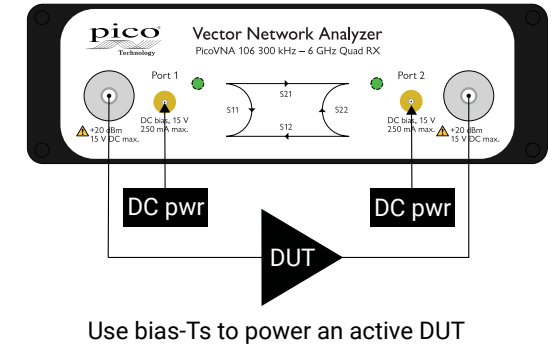 pico
Technology
Vector Network Analyzer
PicoVNA 106 300 kHz – 6 GHz Quad RX
Port 1
Port 2
S21
S11
S22
S12
DC bias, 15 V
250 mA max.
+20 dBm
15 V DC max.
DC bias, 15 V
250 mA max.
+20 dBm
15 V DC max.
DC pwr
DC pwr
DUT
Use bias-Ts to power an active DUT